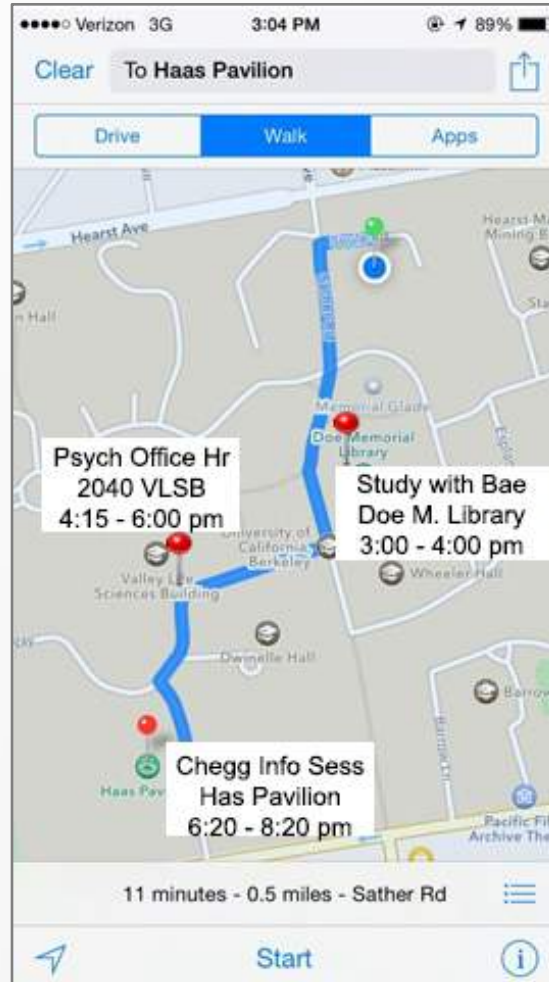 Verizon 3G 3:04 PM 89%
Clear To Haas Pavilion
Drive Walk Apps
Hearst Ave
Hearst-M
Mining B
Hall
Memorial Glade
Doe Memorial
Library
Psych Office Hr
2040 VLSB
4:15 - 6:00 pm
Study with Bae
Doe M. Library
3:00 - 4:00 pm
University of
California
Berkeley
Valley Life
Sciences Building
Wheeler Hall
Dwinelle Hall
Barrow
Barrow Ln
Haas Pav
Chegg Info Sess
Has Pavilion
6:20 - 8:20 pm
Pacific Fil
Archive The
11 minutes - 0.5 miles - Sather Rd
Start